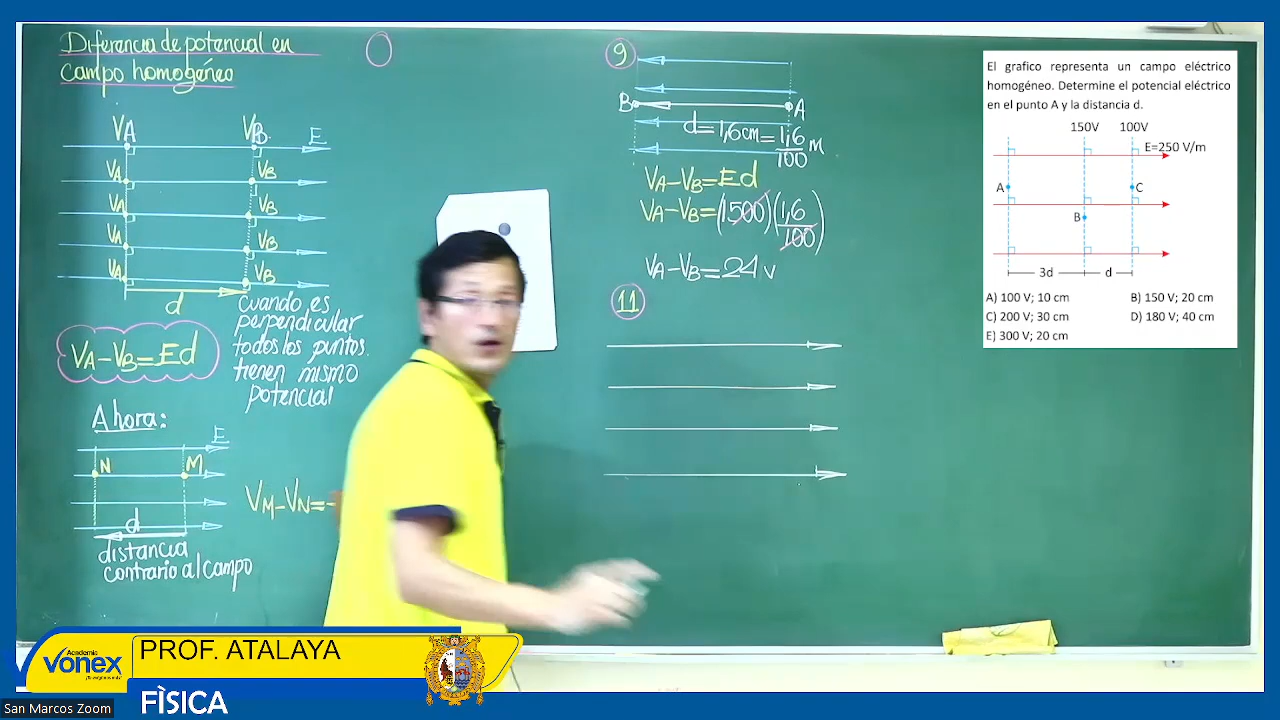 Diferencia de potencial en
campo homogéneo
VA VB E
VA VB
VA VB
VA VB
VA VB
d
cuando es
perpendicular
todos los puntos
tienen mismo
potencial
VA-VB=Ed
Ahora:
E
N M
d
distancia
contrario al campo
VM-VN=-
9
B A
d=1,6cm=1,6/100 m
VA-VB=Ed
VA-VB=(1500)(1,6/100)
VA-VB=24 v
11
El grafico representa un campo eléctrico
homogéneo. Determine el potencial eléctrico
en el punto A y la distancia d.
150V 100V
E=250 V/m
A C
B
3d d
A) 100 V; 10 cm B) 150 V; 20 cm
C) 200 V; 30 cm D) 180 V; 40 cm
E) 300 V; 20 cm
Academia
Vonex
PROF. ATALAYA
FÌSICA
San Marcos Zoom